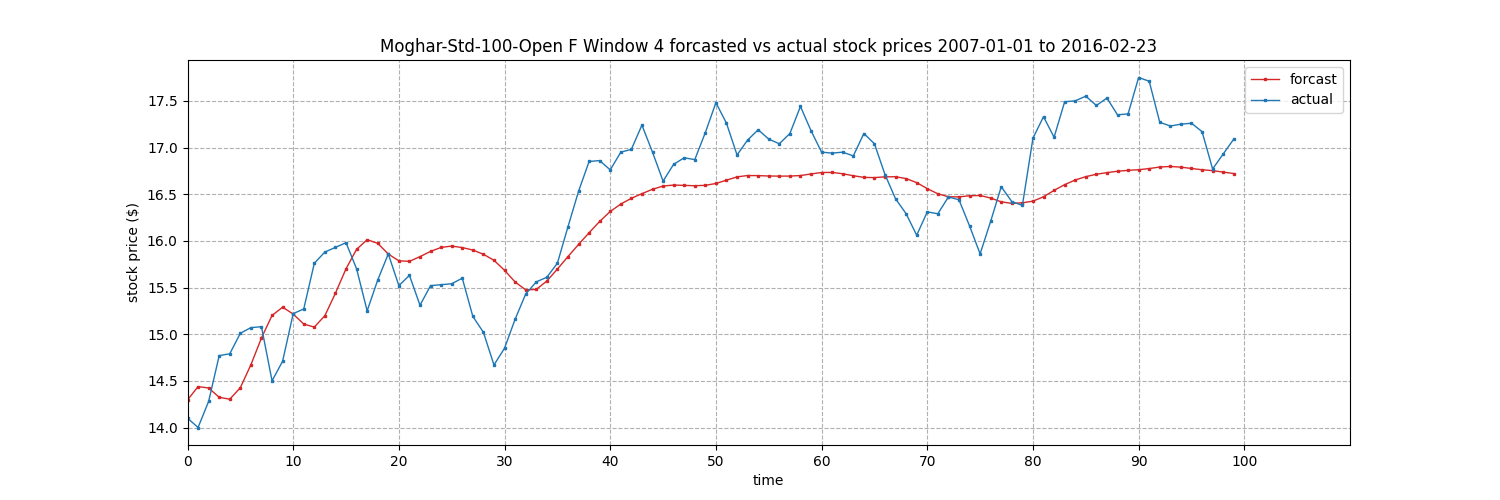 Moghar-Std-100-Open F Window 4 forcasted vs actual stock prices 2007-01-01 to 2016-02-23
forcast
actual
17.5
17.0
16.5
16.0
15.5
15.0
14.5
14.0
stock price ($)
0 10 20 30 40 50 60 70 80 90 100
time